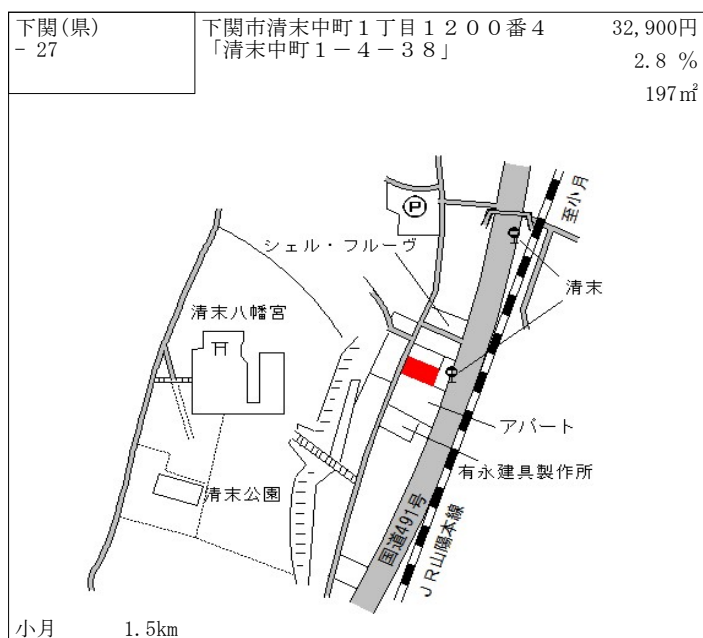 下関(県)
- 27
下関市清末中町１丁目１２００番４
「清末中町１－４－３８」
32,900円
2.8 %
197㎡
至小月
Ⓟ
シェル・フルーヴ
清末
清末八幡宮
アパート
有永建具製作所
清末公園
国道491号
ＪＲ山陽本線
小月 1.5km